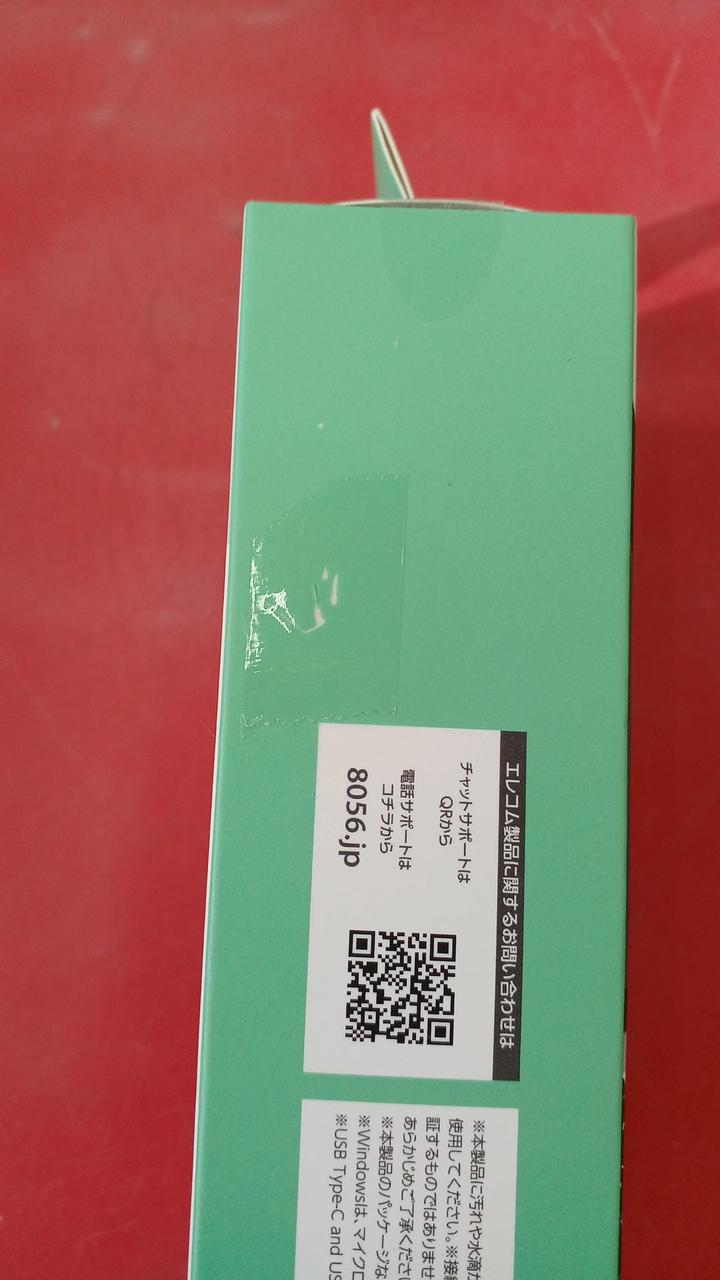 エレコム製品に関するお問い合わせは
チャットサポートは
QRから
電話サポートは
コチラから
8056.jp
※本製品に汚れや水滴が
使用してください。※接続
証するものではありませ
あらかじめご了承ください
※本製品のパッケージな
※Windowsは、マイクロ
※USB Type-C and US